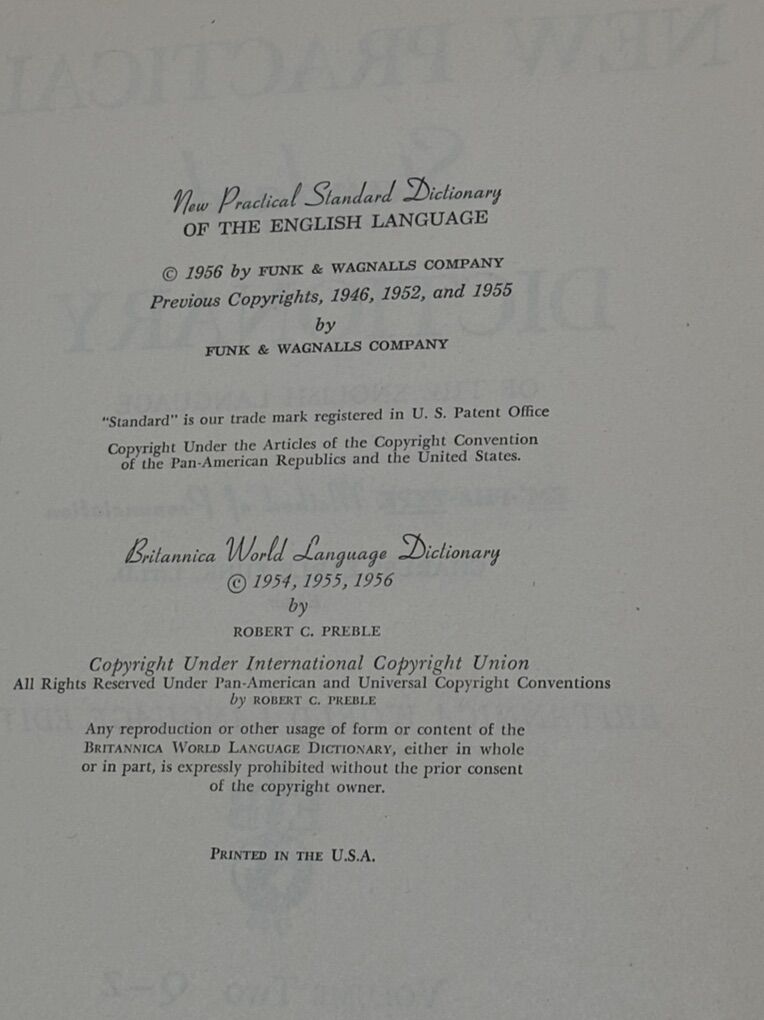 New Practical Standard Dictionary
OF THE ENGLISH LANGUAGE
© 1956 by FUNK & WAGNALLS COMPANY
Previous Copyrights, 1946, 1952, and 1955
by
FUNK & WAGNALLS COMPANY
"Standard" is our trade mark registered in U. S. Patent Office
Copyright Under the Articles of the Copyright Convention
of the Pan-American Republics and the United States.
Britannica World Language Dictionary
© 1954, 1955, 1956
by
ROBERT C. PREBLE
Copyright Under International Copyright Union
All Rights Reserved Under Pan-American and Universal Copyright Conventions
by ROBERT C. PREBLE
Any reproduction or other usage of form or content of the
BRITANNICA WORLD LANGUAGE DICTIONARY, either in whole
or in part, is expressly prohibited without the prior consent
of the copyright owner.
PRINTED IN THE U.S.A.